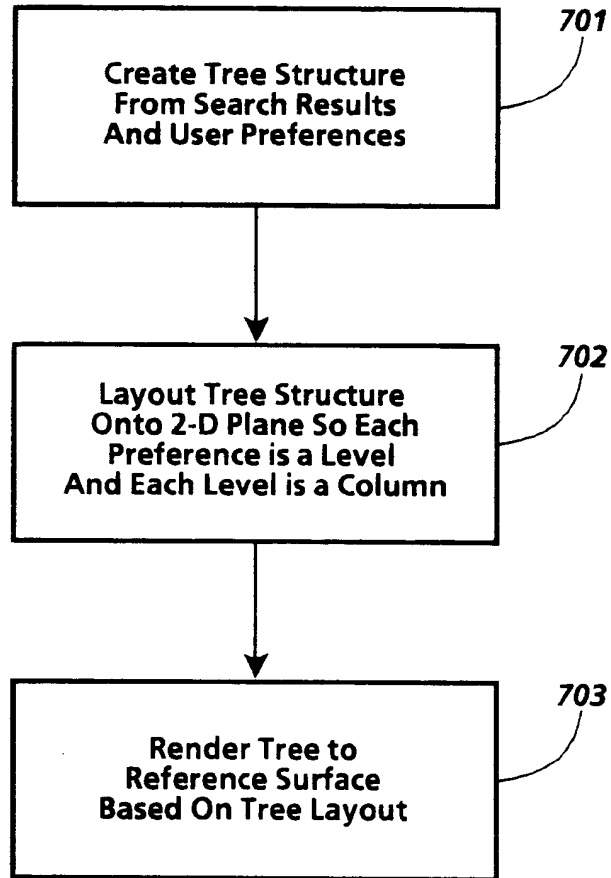 701
Create Tree Structure
From Search Results
And User Preferences
702
Layout Tree Structure
Onto 2-D Plane So Each
Preference is a Level
And Each Level is a Column
703
Render Tree to
Reference Surface
Based On Tree Layout